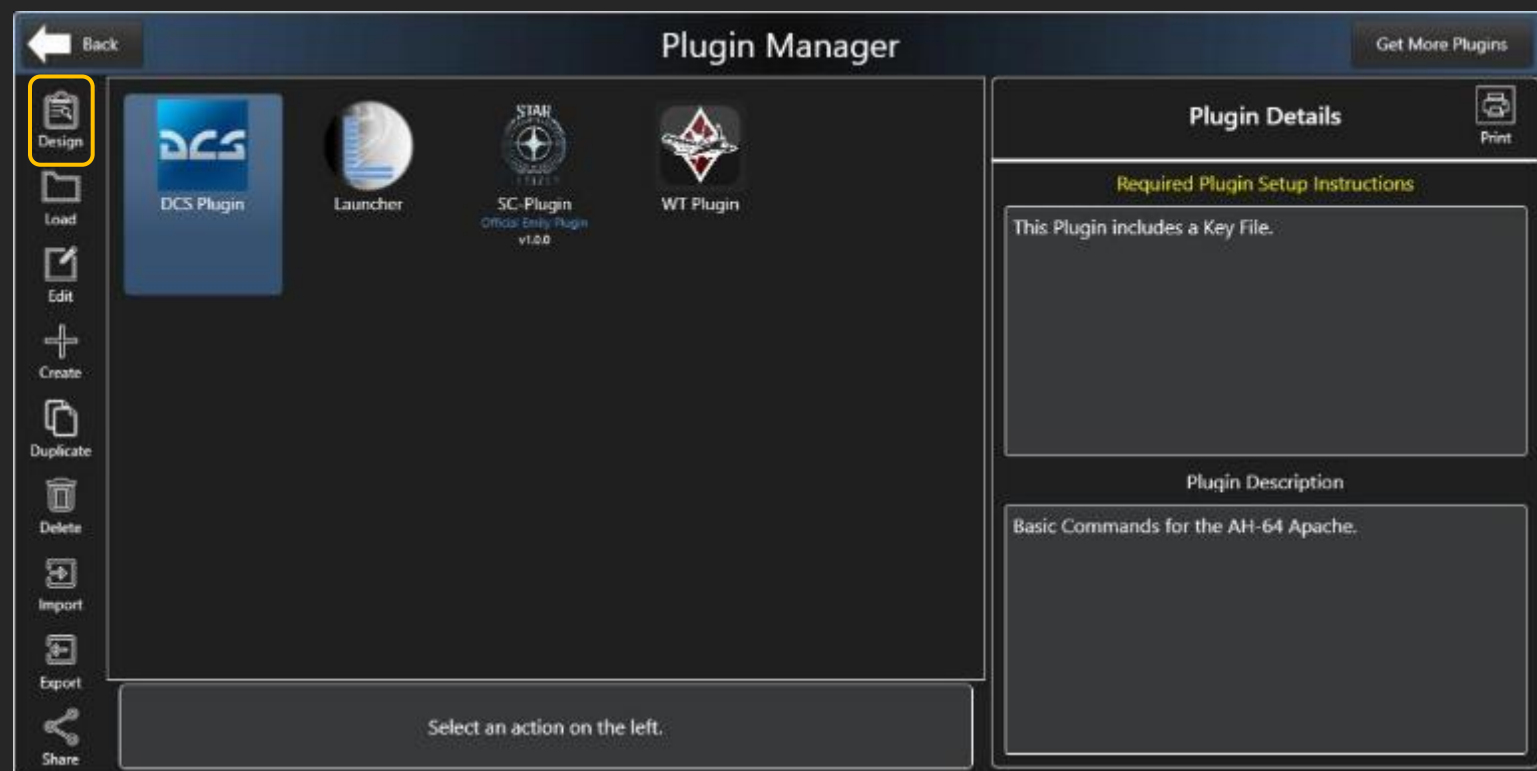 Back
Plugin Manager
Get More Plugins
Design
Load
Edit
Create
Duplicate
Delete
Import
Export
Share
DCS
DCS Plugin
Launcher
STAR
SC-Plugin
Official Emily Plugin
v1.0.0
WT Plugin
Select an action on the left.
Plugin Details
Print
Required Plugin Setup Instructions
This Plugin includes a Key File.
Plugin Description
Basic Commands for the AH-64 Apache.